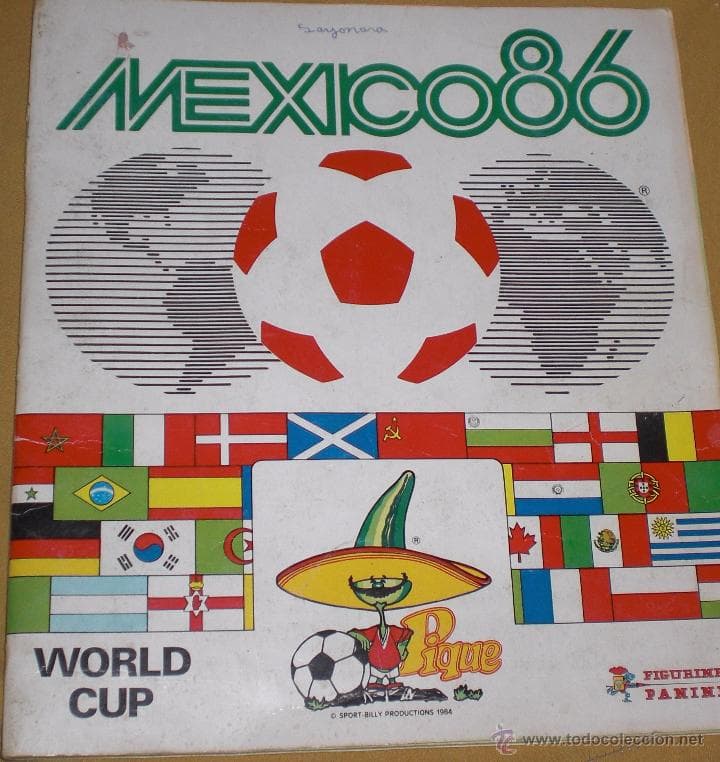 Sayonara
MEXICO86
®
®
Pique
WORLD
CUP
FIGURINE
PANINI
© SPORT-BILLY PRODUCTIONS 1984
www.todocoleccion.net